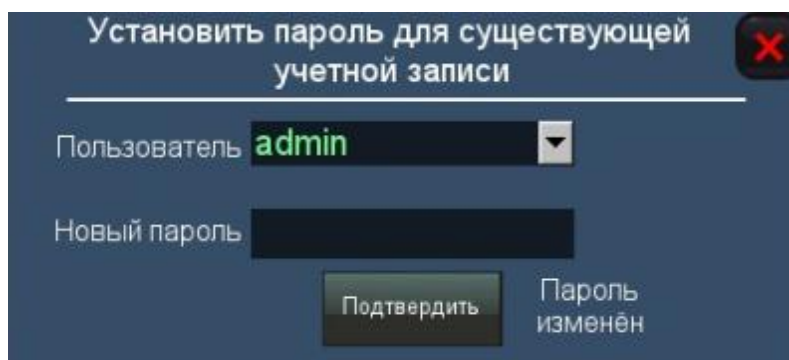 Установить пароль для существующей
учетной записи
Пользователь admin
Новый пароль
Подтвердить
Пароль
изменён